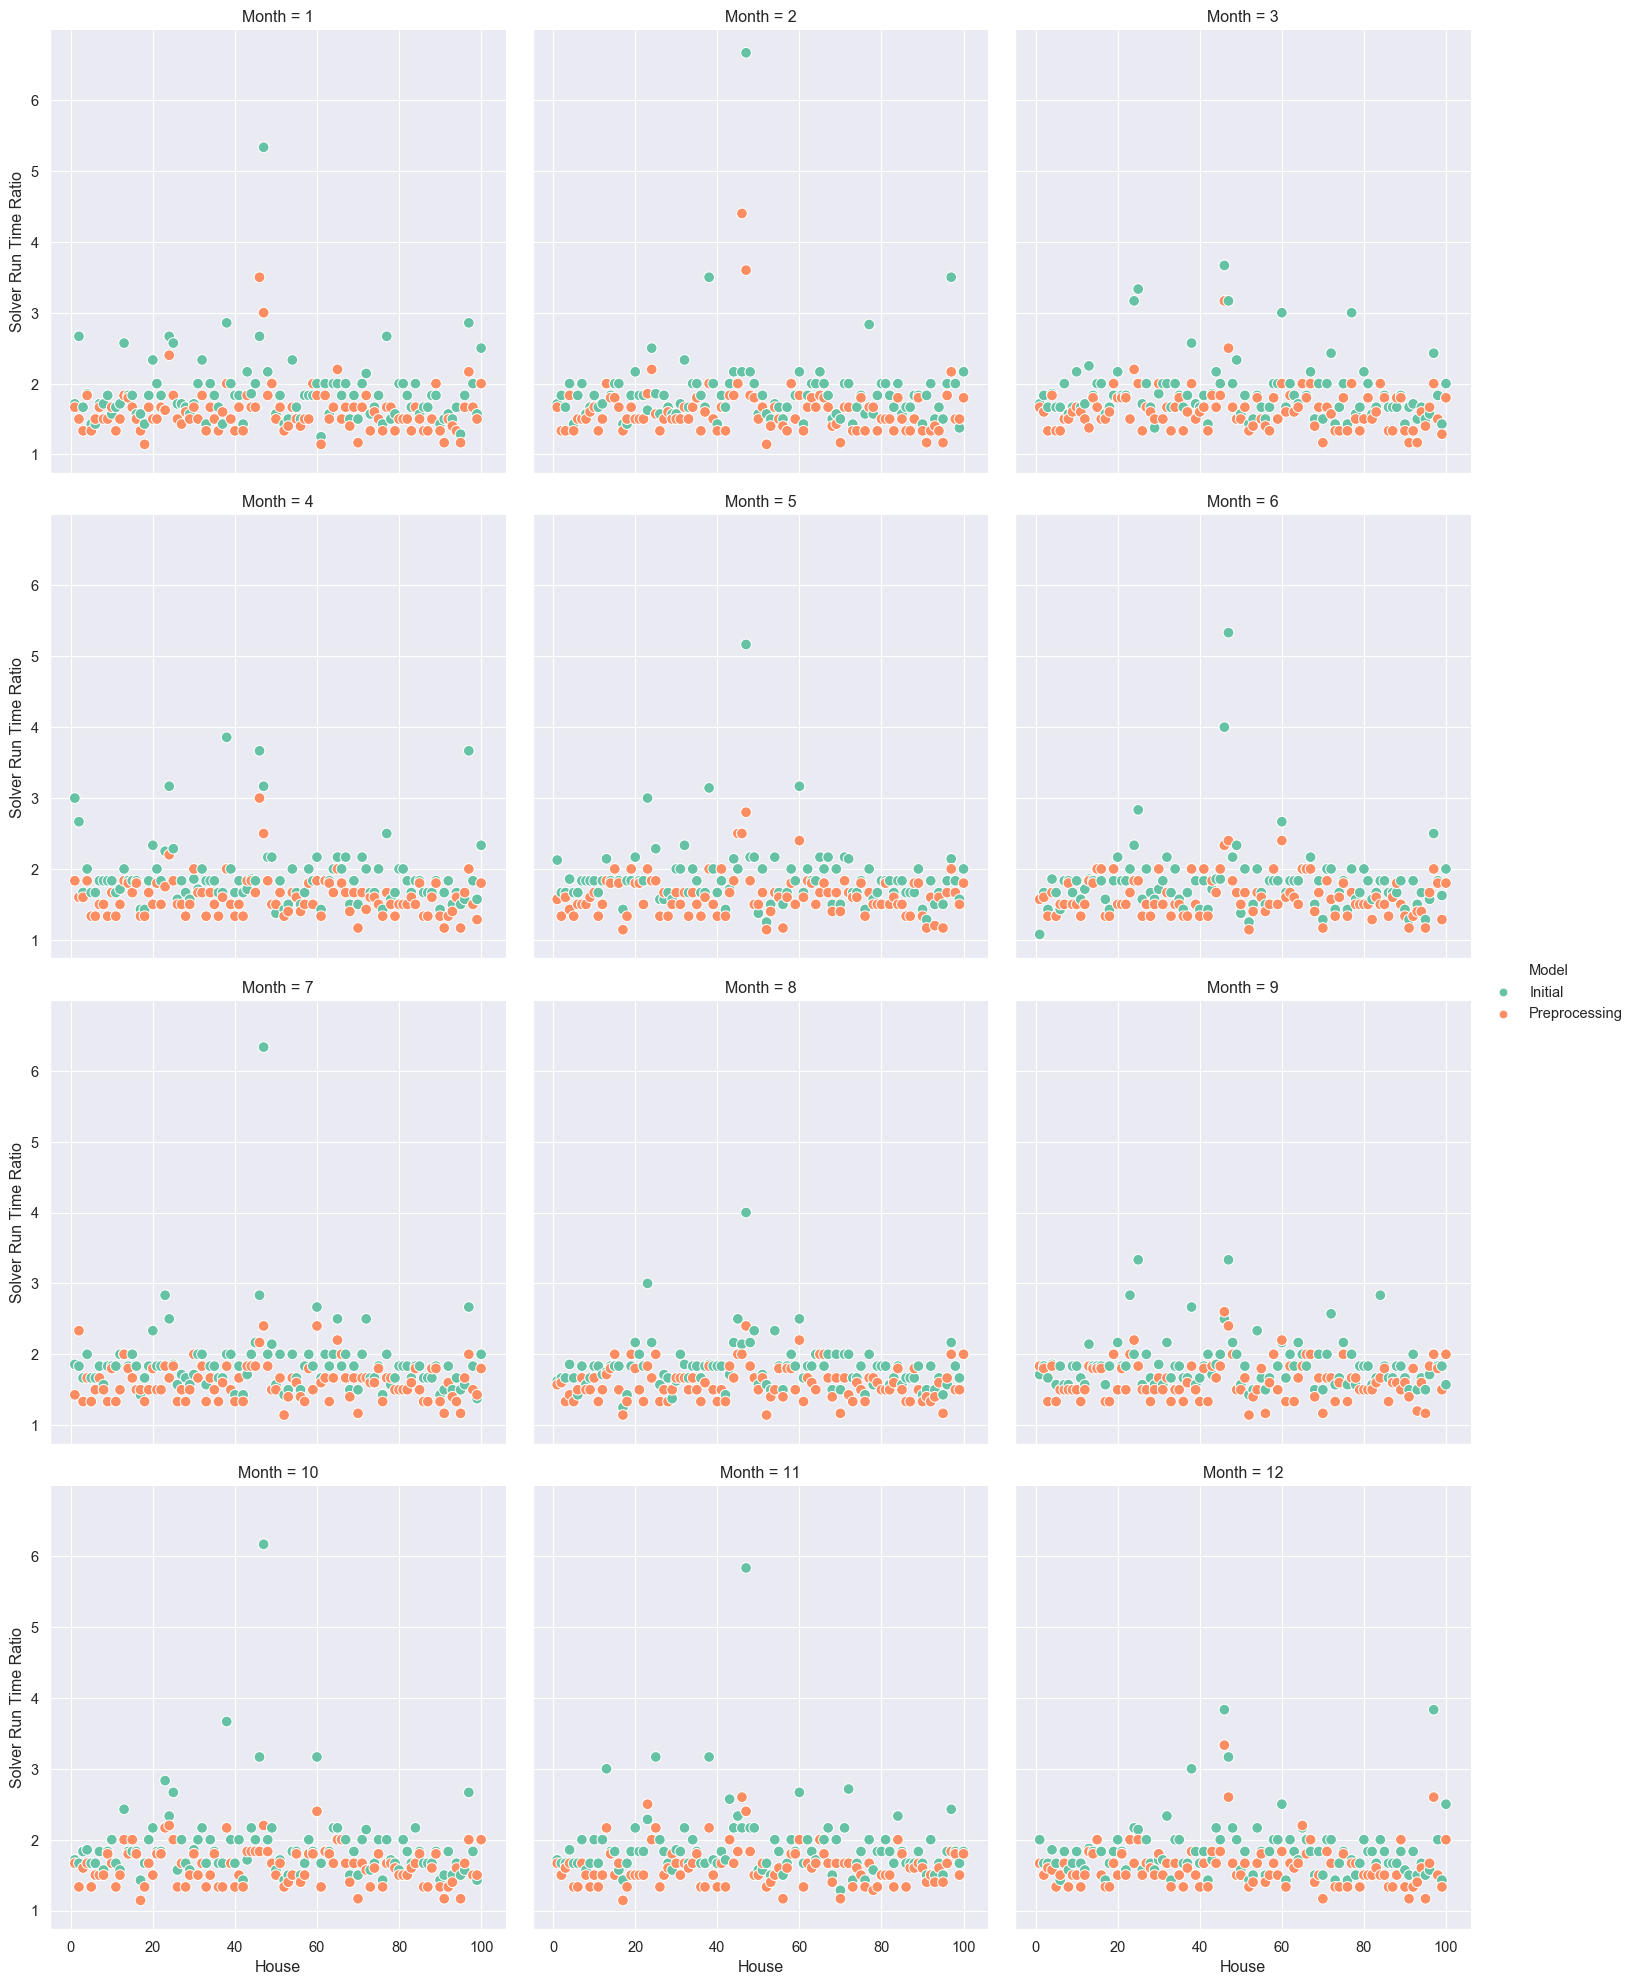 Month = 1
Month = 2
Month = 3
Solver Run Time Ratio
6
5
4
3
2
1
Month = 4
Month = 5
Month = 6
Solver Run Time Ratio
6
5
4
3
2
1
Month = 7
Month = 8
Month = 9
Solver Run Time Ratio
6
5
4
3
2
1
Month = 10
Month = 11
Month = 12
Solver Run Time Ratio
6
5
4
3
2
1
0 20 40 60 80 100
House
0 20 40 60 80 100
House
0 20 40 60 80 100
House
Model
Initial
Preprocessing